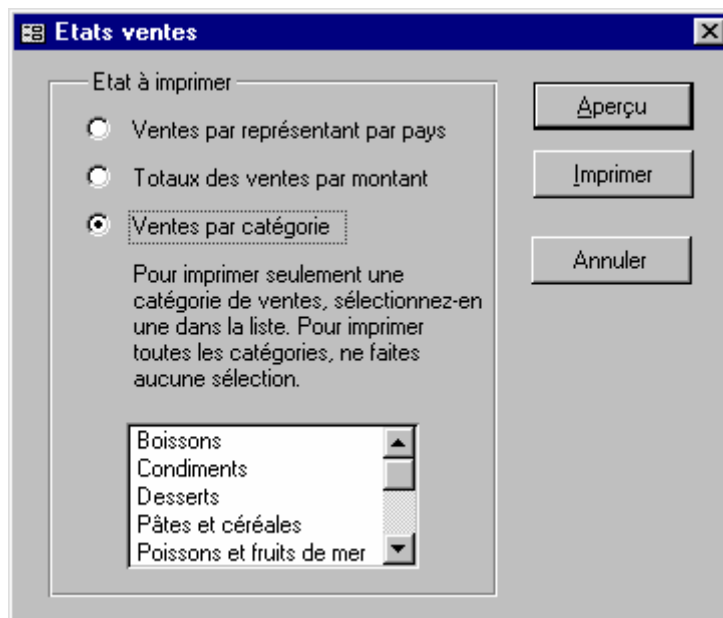 Etats ventes
Etat à imprimer
Ventes par représentant par pays
Totaux des ventes par montant
Ventes par catégorie
Pour imprimer seulement une
catégorie de ventes, sélectionnez-en
une dans la liste. Pour imprimer
toutes les catégories, ne faites
aucune sélection.
Boissons
Condiments
Desserts
Pâtes et céréales
Poissons et fruits de mer
Aperçu
Imprimer
Annuler